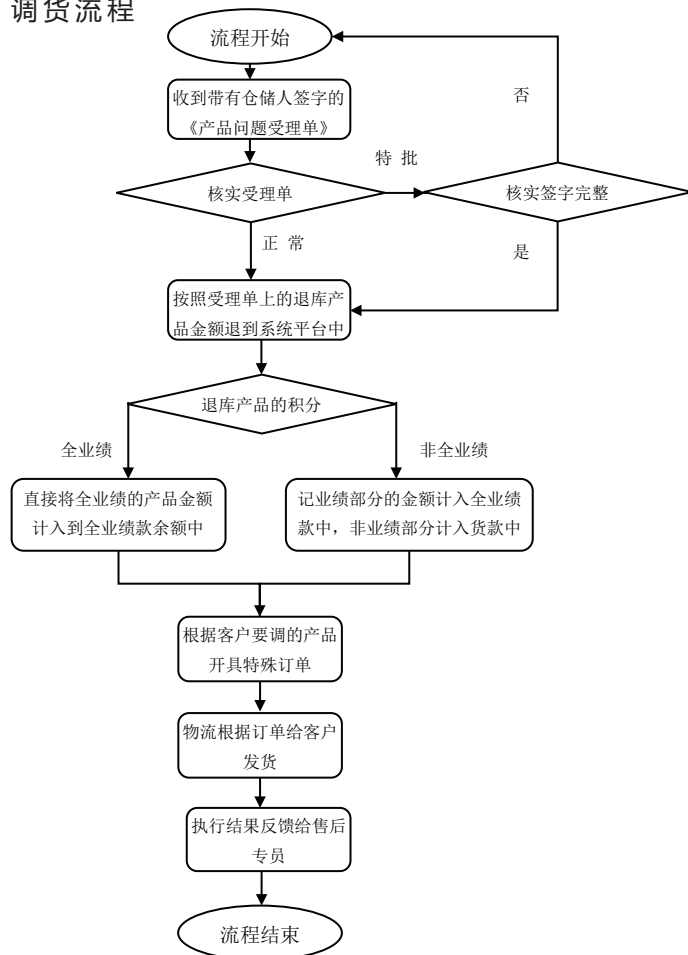 调货流程
流程开始
收到带有仓储人签字的
《产品问题受理单》
否
特 批
核实受理单
核实签字完整
正 常
是
按照受理单上的退库产
品金额退到系统平台中
退库产品的积分
全业绩
非全业绩
直接将全业绩的产品金额
计入到全业绩款余额中
记业绩部分的金额计入全业绩
款中，非业绩部分计入货款中
根据客户要调的产品
开具特殊订单
物流根据订单给客户
发货
执行结果反馈给售后
专员
流程结束